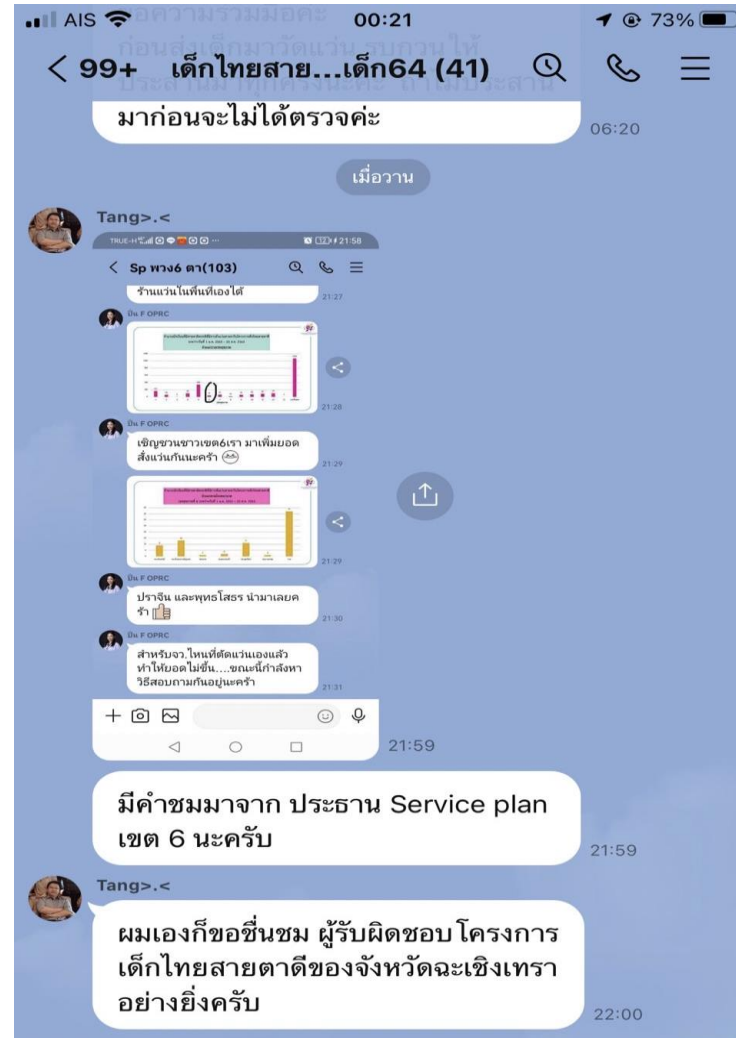 AIS 00:21 73%
99+ เด็กไทยสาย...เด็ก64 (41)
มาก่อนจะไม่ได้ตรวจค่ะ
06:20
เมื่อวาน
Tang>.<
TRUE-H 21:58
Sp พวง6 ตา(103)
ร้านแว่นในพื้นที่เองได้
21:27
ปัน F OPRC
21:28
ปัน F OPRC
เชิญชวนชาวเขต6เรา มาเพิ่มยอด
สั่งแว่นกันนะคร้า
21:29
21:29
ปัน F OPRC
ปราจีน และพุทธโสธร นำมาเลยค
ร้า
21:30
ปัน F OPRC
สำหรับจว.ไหนที่ตัดแว่นเองแล้ว
ทำให้ยอดไม่ขึ้น....ขณะนี้กำลังหา
วิธีสอบถามกันอยู่นะคร้า
21:31
21:59
มีคำชมมาจาก ประธาน Service plan
เขต 6 นะครับ
21:59
Tang>.<
ผมเองก็ขอชื่นชม ผู้รับผิดชอบโครงการ
เด็กไทยสายตาดีของจังหวัดฉะเชิงเทรา
อย่างยิ่งครับ
22:00